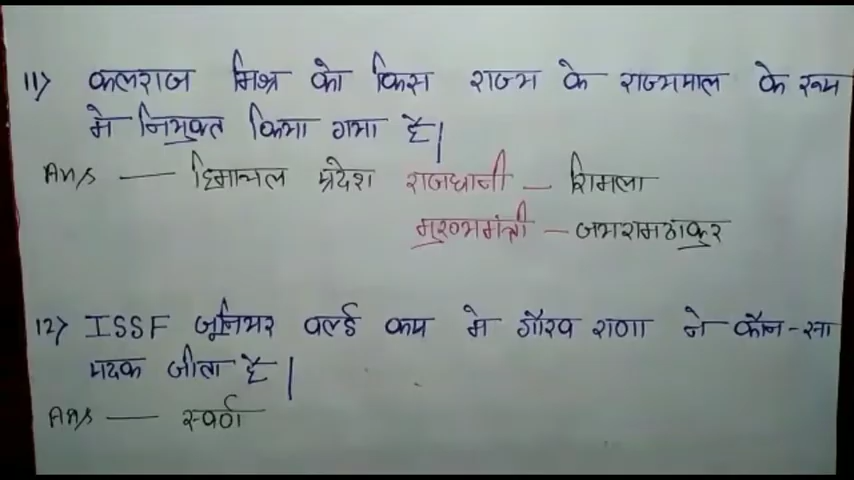 11> कलराज मिश्र को किस राज्य के राज्यपाल के रूप
मे नियुक्त किया गया है|
Ans — हिमाचल प्रदेश राजधानी – शिमला
मुख्यमंत्री – जयरामठाकुर
12> ISSF जूनियर वर्ल्ड कप मे गौरव राणा ने कौन-सा
पदक जीता है |
Ans — स्वर्ण